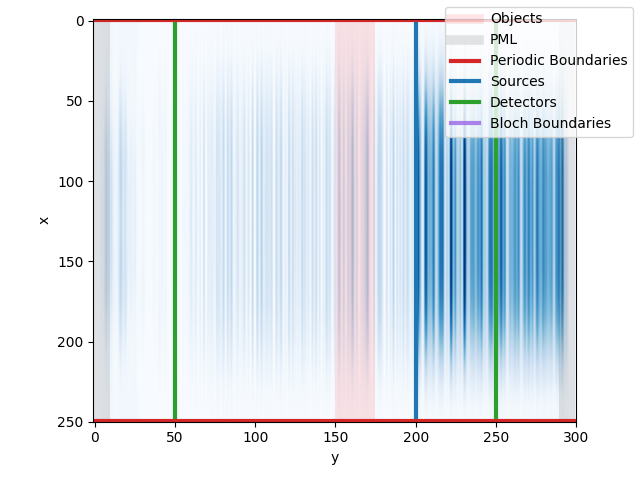 Objects
PML
Periodic Boundaries
Sources
Detectors
Bloch Boundaries
0
50
100
150
200
250
x
0
50
100
150
200
250
300
y